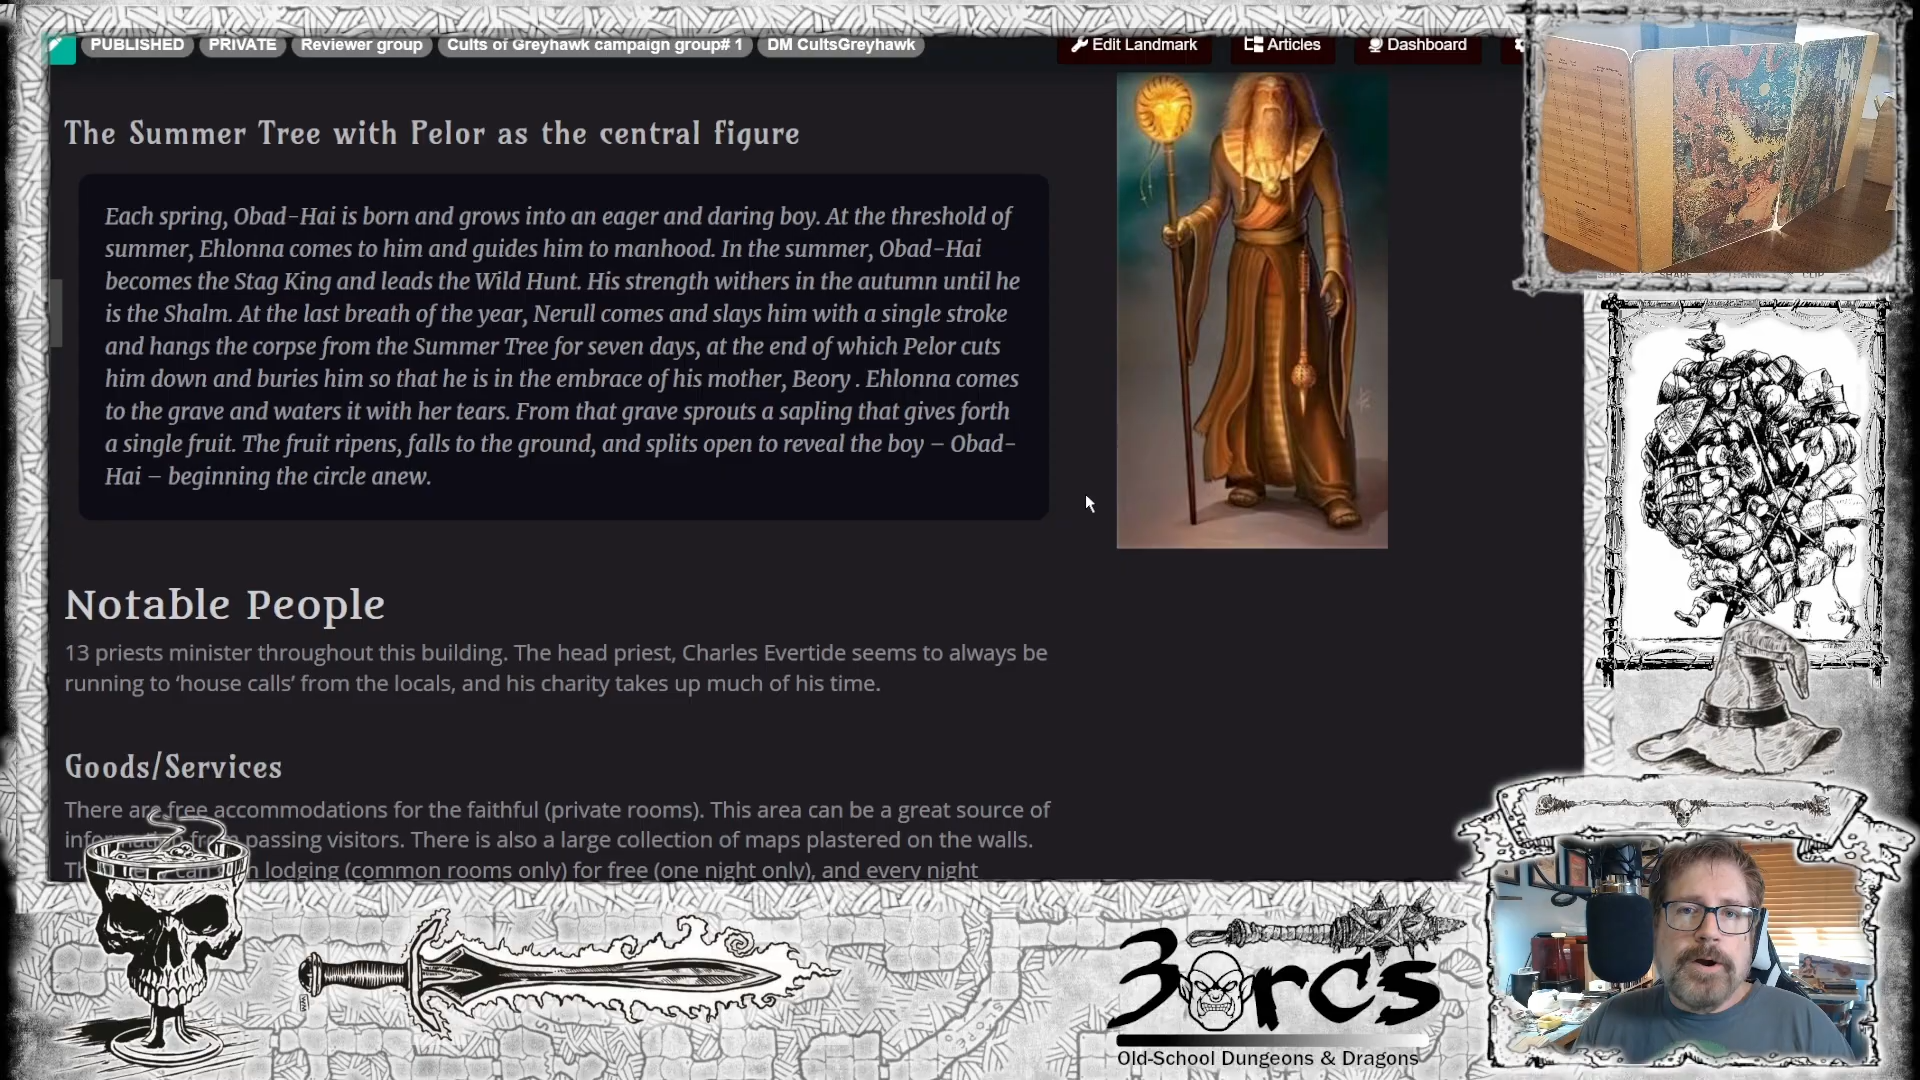 PUBLISHED PRIVATE Reviewer group Cults of Greyhawk campaign group# 1 DM CultsGreyhawk Edit Landmark Articles Dashboard
The Summer Tree with Pelor as the central figure
Each spring, Obad-Hai is born and grows into an eager and daring boy. At the threshold of
summer, Ehlonna comes to him and guides him to manhood. In the summer, Obad-Hai
becomes the Stag King and leads the Wild Hunt. His strength withers in the autumn until he
is the Shalm. At the last breath of the year, Nerull comes and slays him with a single stroke
and hangs the corpse from the Summer Tree for seven days, at the end of which Pelor cuts
him down and buries him so that he is in the embrace of his mother, Beory . Ehlonna comes
to the grave and waters it with her tears. From that grave sprouts a sapling that gives forth
a single fruit. The fruit ripens, falls to the ground, and splits open to reveal the boy – Obad-
Hai – beginning the circle anew.
Notable People
13 priests minister throughout this building. The head priest, Charles Evertide seems to always be
running to ‘house calls’ from the locals, and his charity takes up much of his time.
Goods/Services
There are free accommodations for the faithful (private rooms). This area can be a great source of
passing visitors. There is also a large collection of maps plastered on the walls.
lodging (common rooms only) for free (one night only), and every night
3 orcs
Old-School Dungeons & Dragons